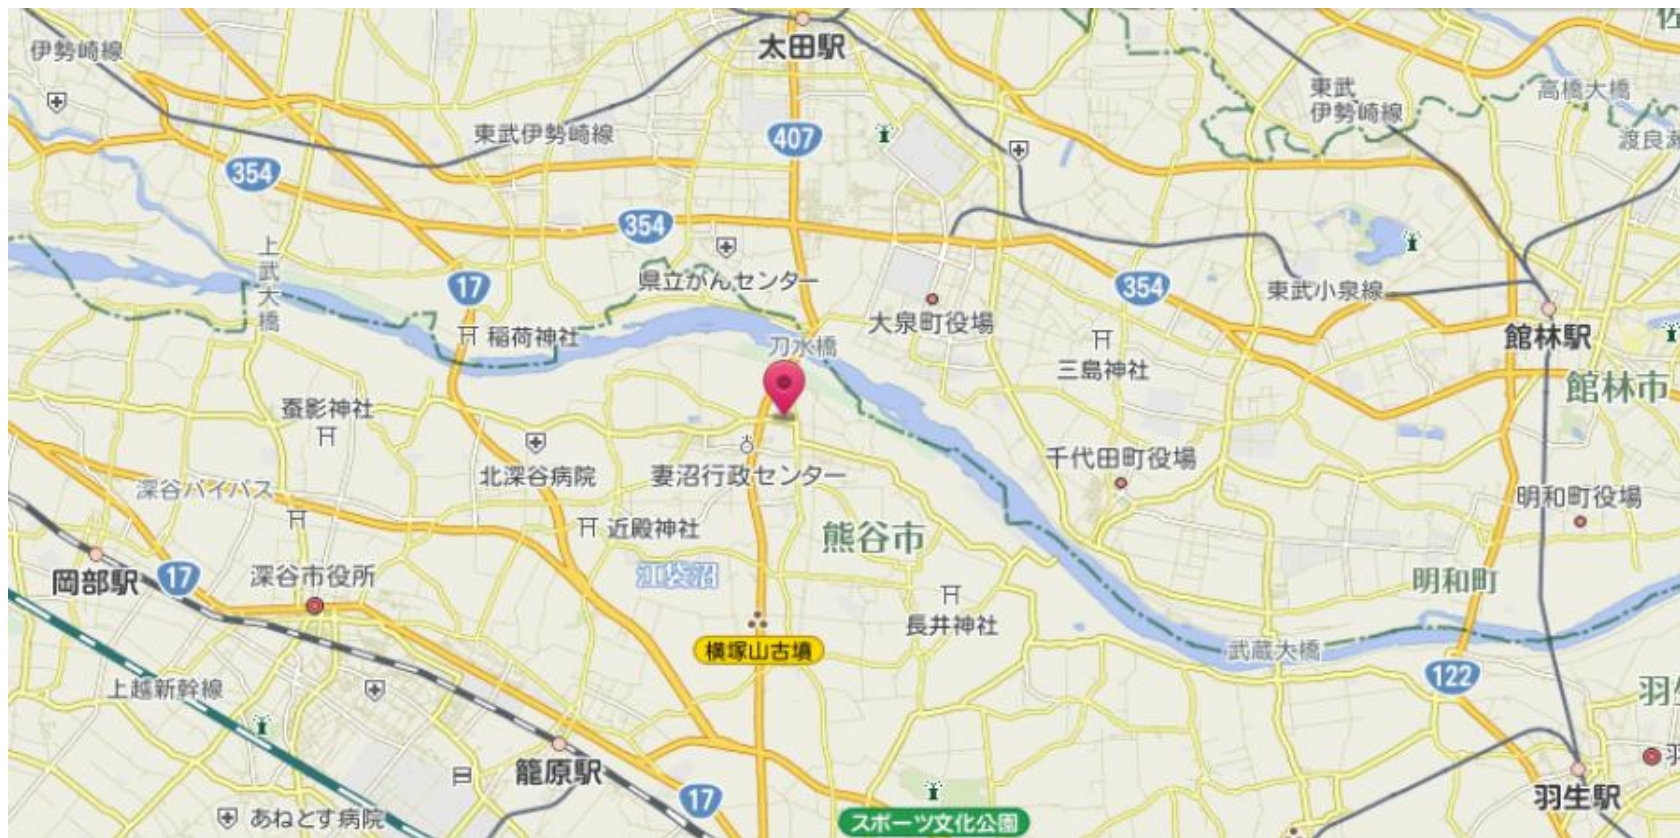 太田駅
伊勢崎線
東武
伊勢崎線
高橋大橋
東武伊勢崎線
407
渡良瀬
354
354
上武大橋
県立がんセンター
17
354
東武小泉線
大泉町役場
稲荷神社
刀水橋
館林駅
三島神社
館林市
蚕影神社
千代田町役場
北深谷病院
妻沼行政センター
深谷バイパス
明和町役場
近殿神社
熊谷市
岡部駅
17
深谷市役所
江袋沼
明和町
長井神社
横塚山古墳
武蔵大橋
122
上越新幹線
羽生
籠原駅
17
羽生駅
あねとす病院
スポーツ文化公園